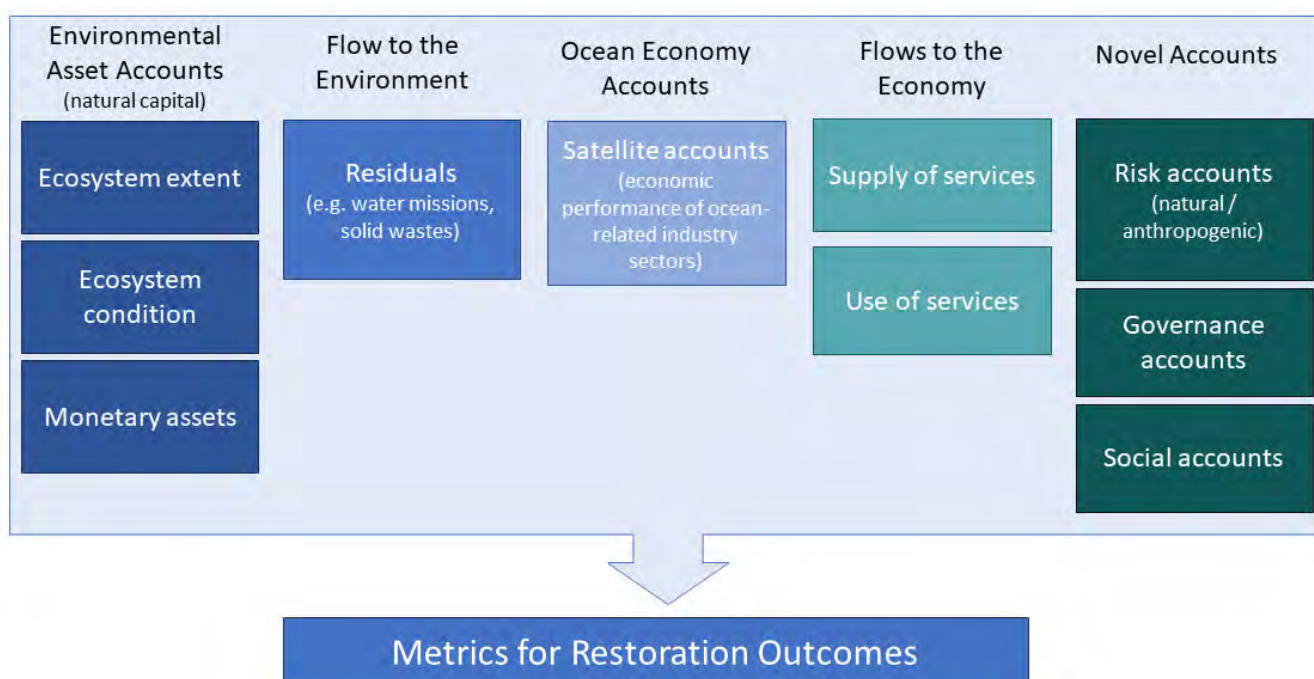 Environmental
Asset Accounts
(natural capital)
Ecosystem extent
Ecosystem
condition
Monetary assets
Flow to the
Environment
Residuals
(e.g. water missions,
solid wastes)
Ocean Economy
Accounts
Satellite accounts
(economic
performance of ocean-
related industry
sectors)
Flows to the
Economy
Supply of services
Use of services
Novel Accounts
Risk accounts
(natural /
anthropogenic)
Governance
accounts
Social accounts
Metrics for Restoration Outcomes